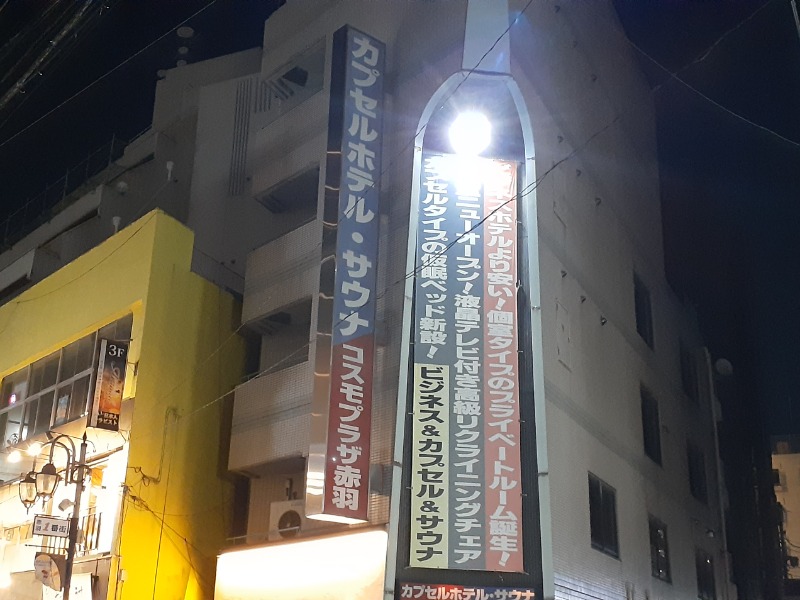 カプセルホテル・サウナ コスモプラザ赤羽
ホテルより安い!個室タイプのプライベートルーム誕生!
ニューオープン!液晶テレビ付き高級リクライニングチェア
カプセルタイプの仮眠ベッド新設!
ビジネス&カプセル&サウナ
カプセルホテル・サウナ
3F
1番街